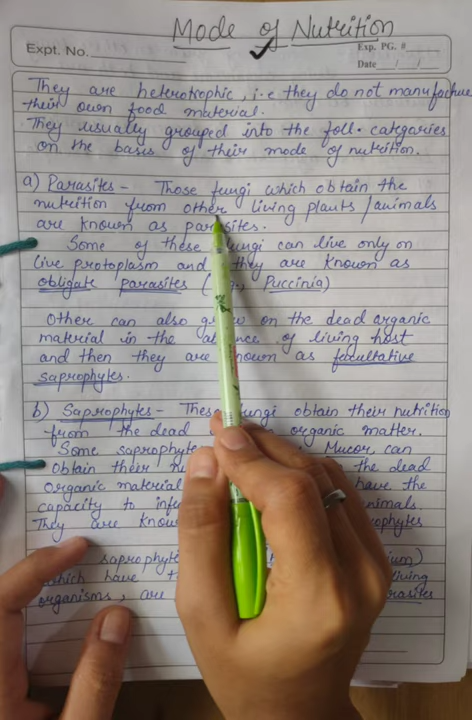 Mode of Nutrition
Expt. No.
Exp. PG. #
Date / /
They are heterotrophic, i.e they do not manufacture
their own food material.
They usually grouped into the foll. categories
on the basis of their mode of nutrition.
a) Parasites - Those fungi which obtain the
nutrition from other living plants / animals
are known as parasites.
Some of these fungi can live only on
live protoplasm and they are known as
obligate parasites ( Puccinia)
Other can also grow on the dead organic
material in the absence of living host
and then they are known as facultative
saprophytes.
b) Saprophytes - These fungi obtain their nutrition
from the dead organic matter.
Some saprophyte Mucor, can
obtain their the dead
Organic material have the
capacity to animals.
They are
saprophyte
which have living
organisms, are